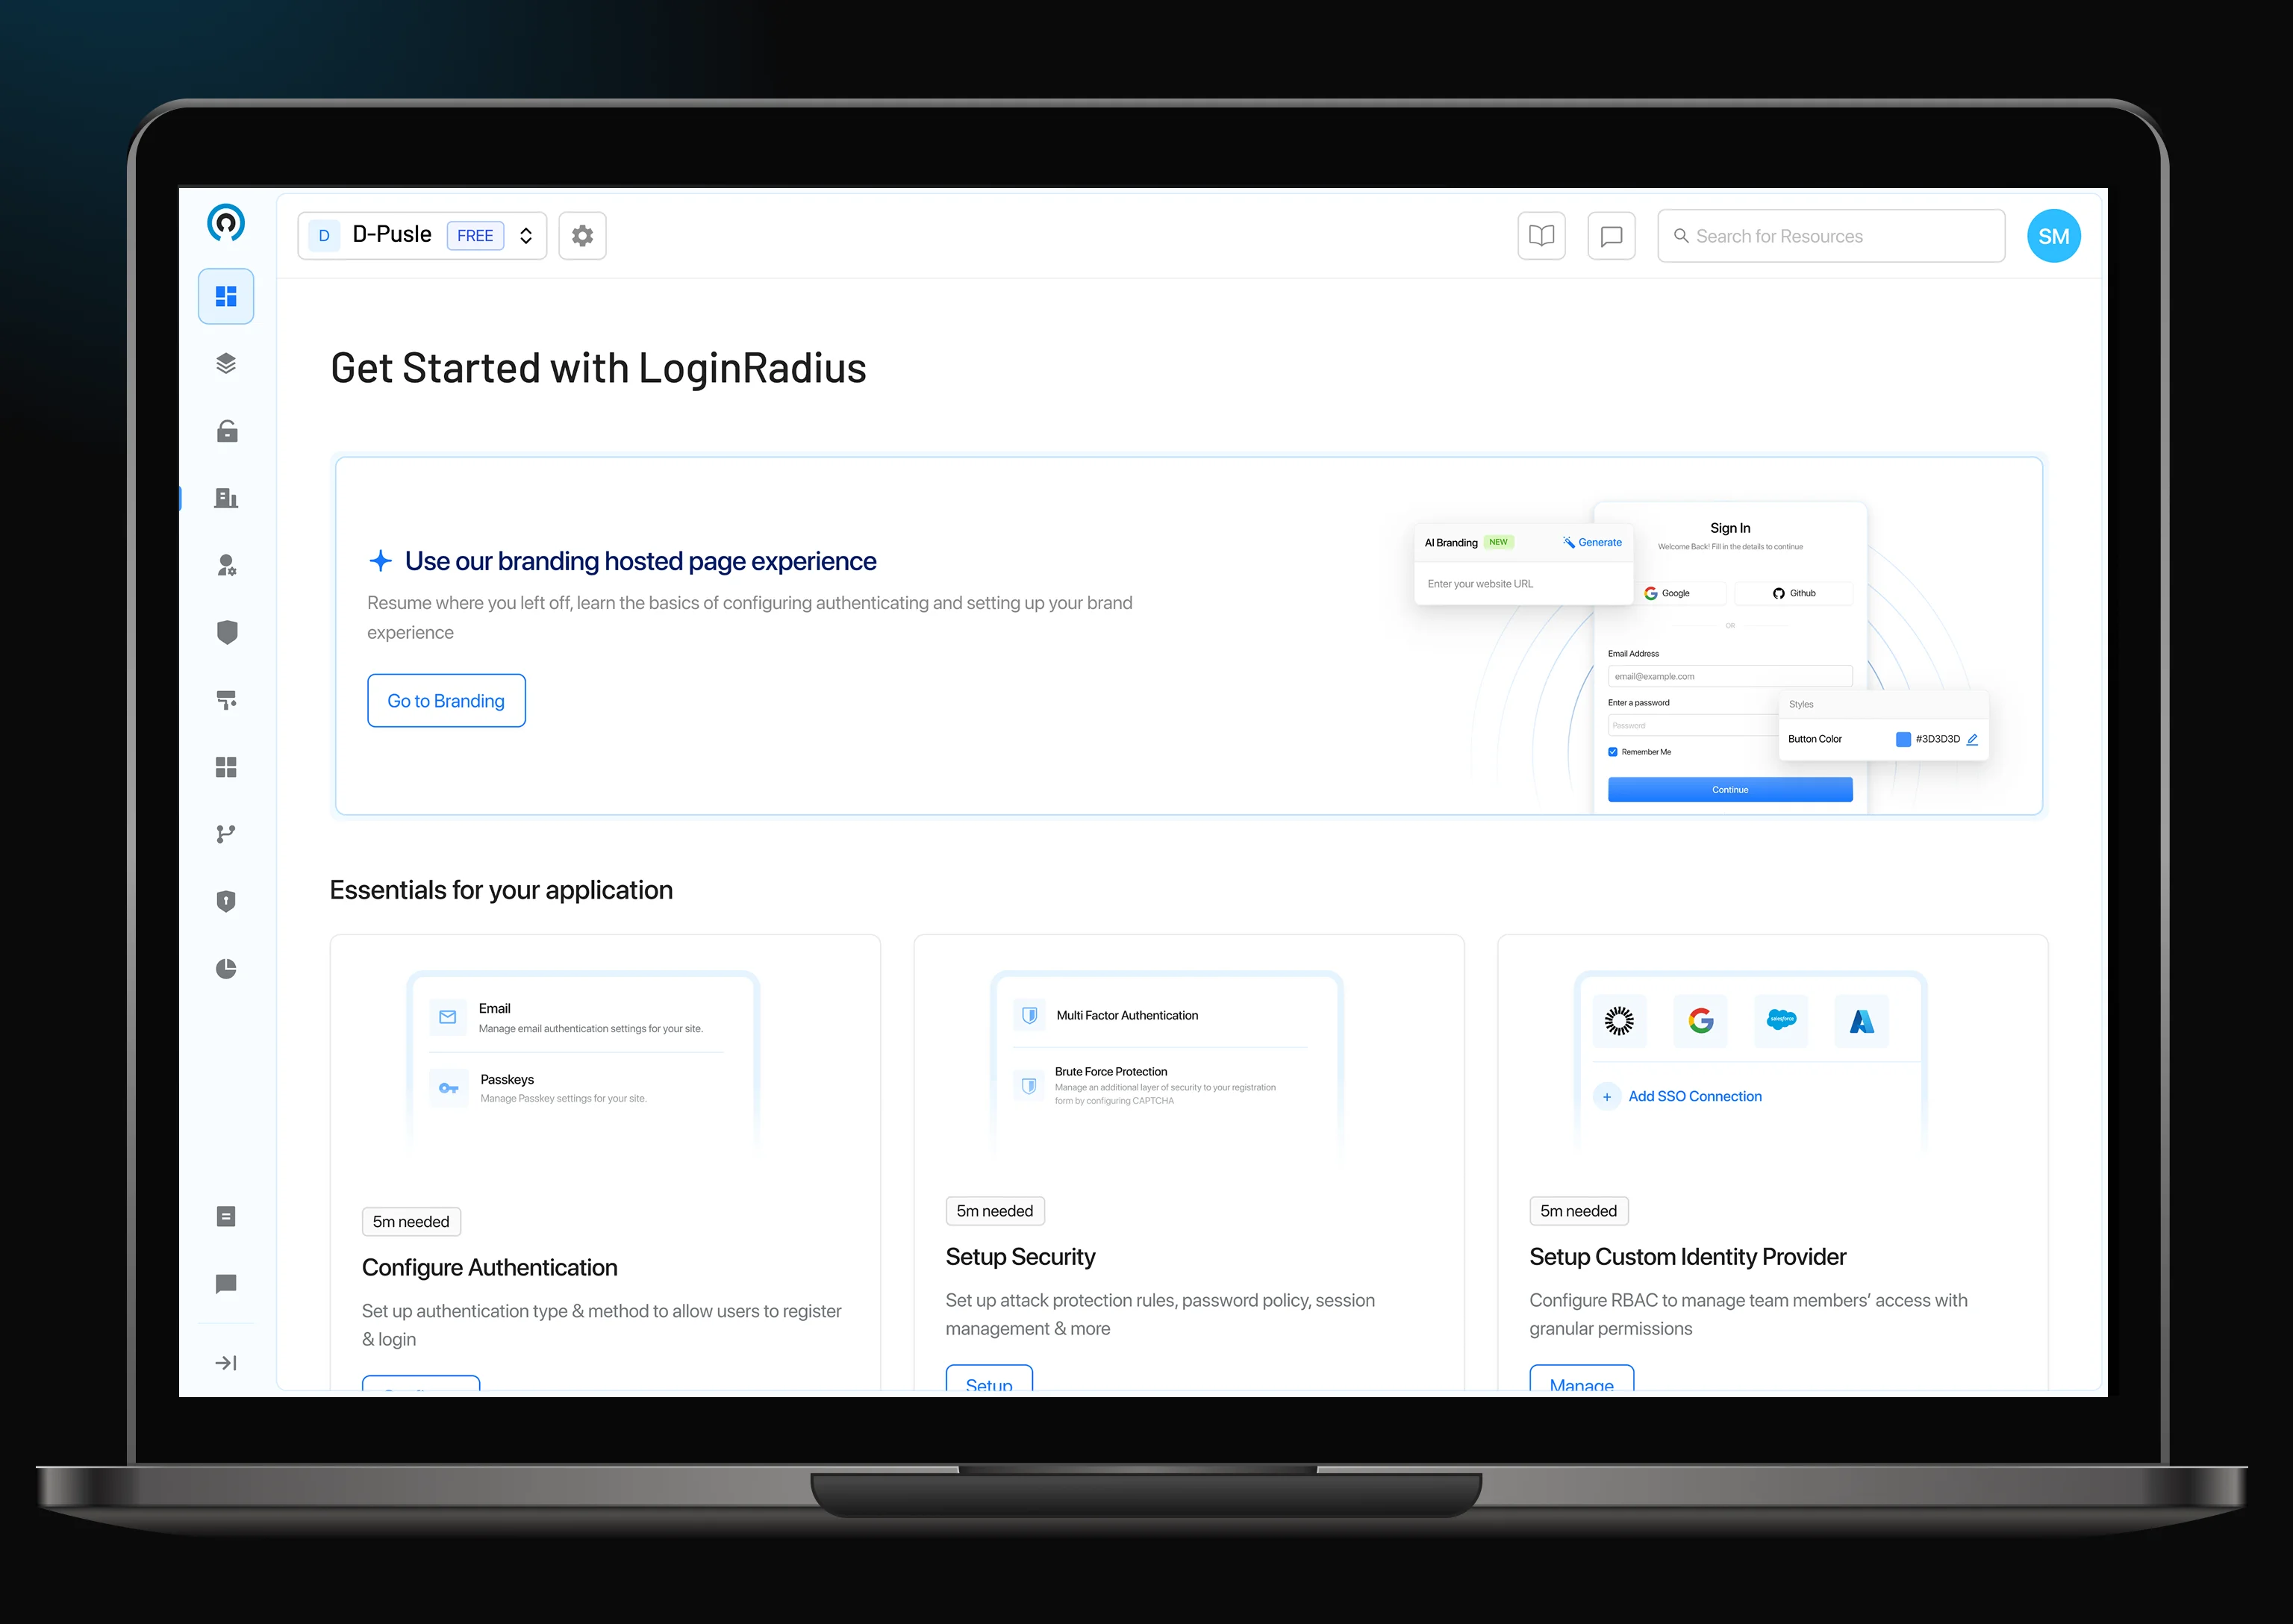 D
D-Pusle
FREE
Search for Resources
SM
Get Started with LoginRadius
Use our branding hosted page experience
Resume where you left off, learn the basics of configuring authenticating and setting up your brand
experience
Go to Branding
AI Branding
NEW
Generate
Enter your website URL
Sign In
Welcome Back! Fill in the details to continue
Google
Github
OR
Email Address
email@example.com
Enter a password
Password
Remember Me
Styles
Button Color
#3D3D3D
Continue
Essentials for your application
Email
Manage email authentication settings for your site.
Passkeys
Manage Passkey settings for your site.
5m needed
Configure Authentication
Set up authentication type & method to allow users to register
& login
Multi Factor Authentication
Brute Force Protection
Manage an additional layer of security to your registration
form by configuring CAPTCHA
5m needed
Setup Security
Set up attack protection rules, password policy, session
management & more
Setup
salesforce
Add SSO Connection
5m needed
Setup Custom Identity Provider
Configure RBAC to manage team members’ access with
granular permissions
Manage